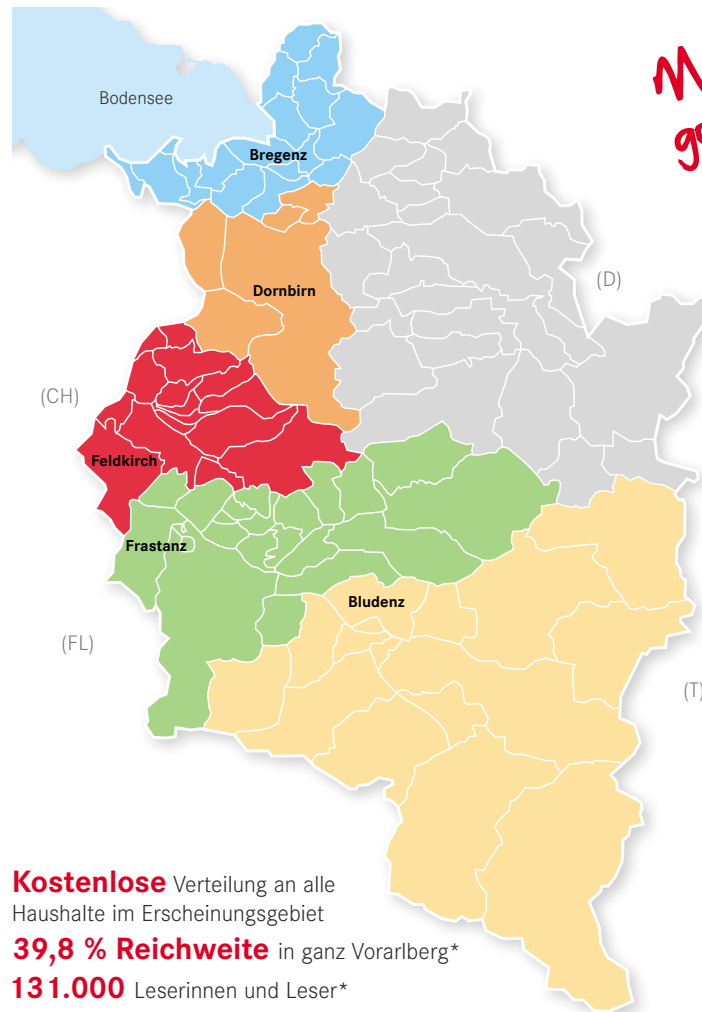 Bodensee
Bregenz
(D)
Dornbirn
(CH)
Feldkirch
Frastanz
Bludenz
(FL)
(T)
Kostenlose Verteilung an alle
Haushalte im Erscheinungsgebiet
39,8 % Reichweite in ganz Vorarlberg*
131.000 Leserinnen und Leser*